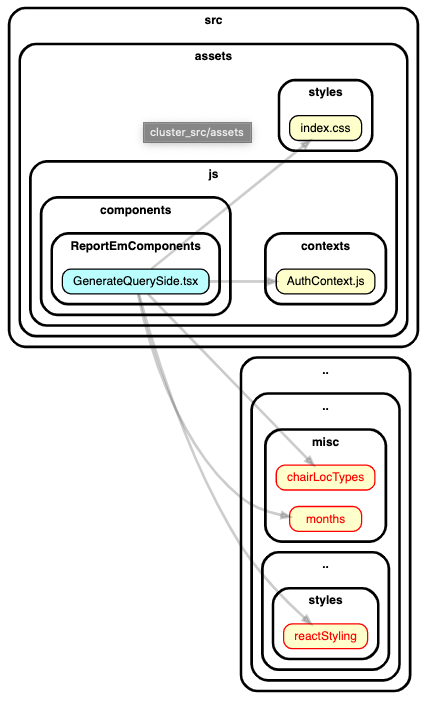 src
assets
styles
index.css
cluster_src/assets
js
components
ReportEmComponents
GenerateQuerySide.tsx
contexts
AuthContext.js
..
..
misc
chairLocTypes
months
..
styles
reactStyling